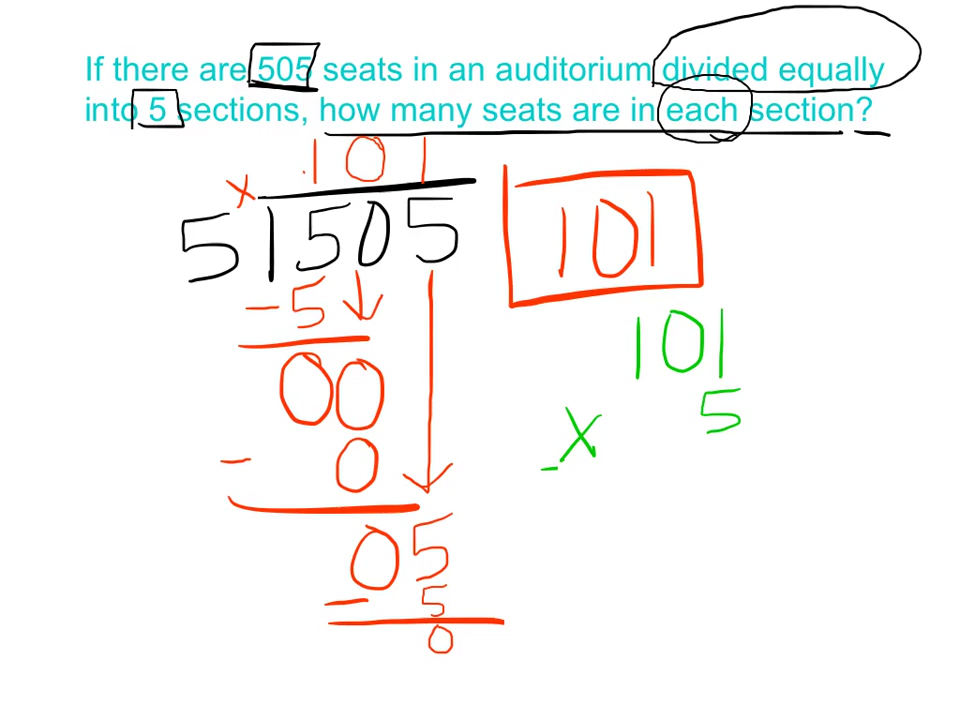 If there are 505 seats in an auditorium divided equally
into 5 sections, how many seats are in each section?
x 101
5 505
101
- 5
00
- 0
05
- 5
0
101
x 5